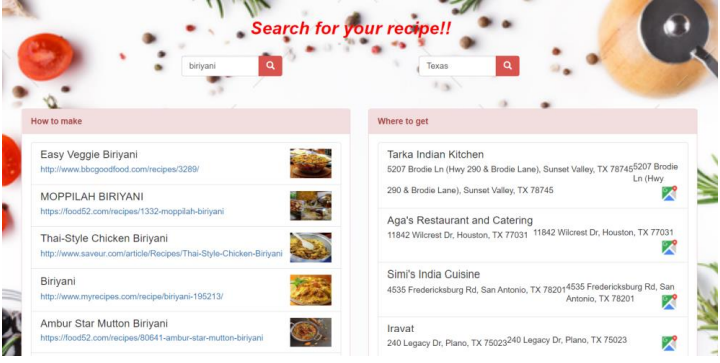 Search for your recipe!!
biriyani
Texas
How to make
Easy Veggie Biriyani
http://www.bbcgoodfood.com/recipes/3289/
MOPPILAH BIRIYANI
https://food52.com/recipes/1332-moppilah-biriyani
Thai-Style Chicken Biriyani
http://www.saveur.com/article/Recipes/Thai-Style-Chicken-Biriyani
Biriyani
http://www.myrecipes.com/recipe/biriyani-195213/
Ambur Star Mutton Biriyani
https://food52.com/recipes/80641-ambur-star-mutton-biriyani
Where to get
Tarka Indian Kitchen
5207 Brodie Ln (Hwy 290 & Brodie Lane), Sunset Valley, TX 78745 5207 Brodie
Ln (Hwy
290 & Brodie Lane), Sunset Valley, TX 78745
Aga's Restaurant and Catering
11842 Wilcrest Dr, Houston, TX 77031 11842 Wilcrest Dr, Houston, TX 77031
Simi's India Cuisine
4535 Fredericksburg Rd, San Antonio, TX 78201 4535 Fredericksburg Rd, San
Antonio, TX 78201
Iravat
240 Legacy Dr, Plano, TX 75023 240 Legacy Dr, Plano, TX 75023